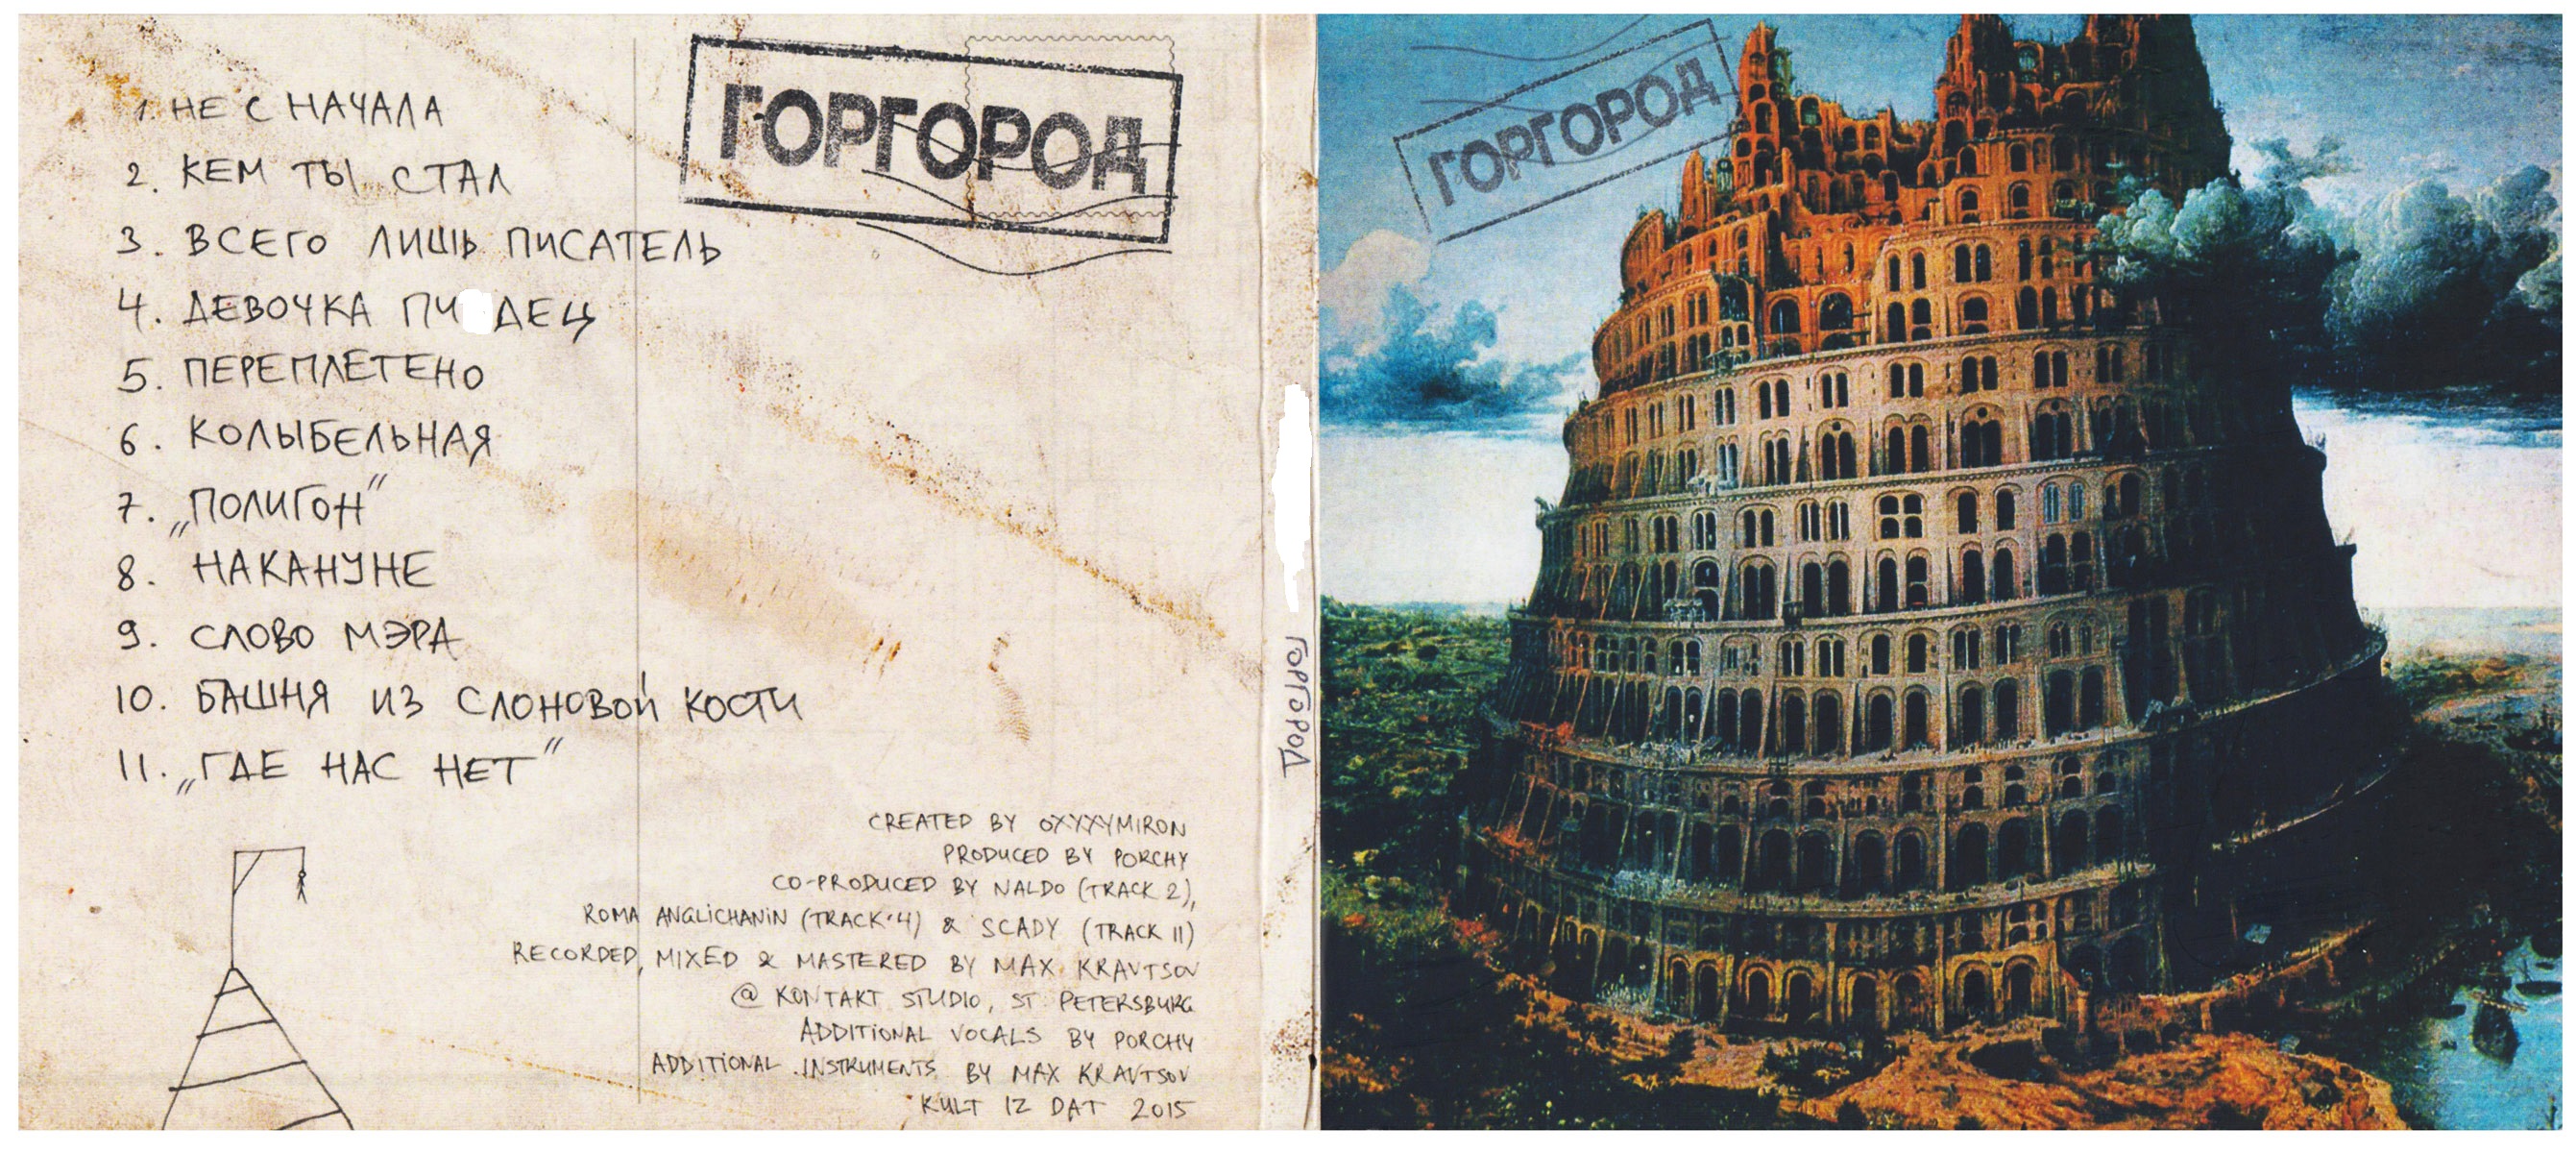 1. НЕ С НАЧАЛА
2. КЕМ ТЫ СТАЛ
3. ВСЕГО ЛИШЬ ПИСАТЕЛЬ
4. ДЕВОЧКА ПИ ДЕЦ
5. ПЕРЕПЛЕТЕНО
6. КОЛЫБЕЛЬНАЯ
7. „ПОЛИГОН”
8. НАКАНУНЕ
9. СЛОВО МЭРА
10. БАШНЯ ИЗ СЛОНОВОЙ КОСТИ
11. „ГДЕ НАС НЕТ”
ГОРГОРОД
CREATED BY OXXXYMIRON
PRODUCED BY PORCHY
CO-PRODUCED BY NALDO (TRACK 2),
ROMA ANGLICHANIN (TRACK 4) & SCADY (TRACK 11)
RECORDED, MIXED & MASTERED BY MAX KRAVTSOV
@ KONTAKT STUDIO, ST. PETERSBURG
ADDITIONAL VOCALS BY PORCHY
ADDITIONAL INSTRUMENTS BY MAX KRAVTSOV
KULT IZ DAT 2015
ГОРГОРОД
ГОРГОРОД